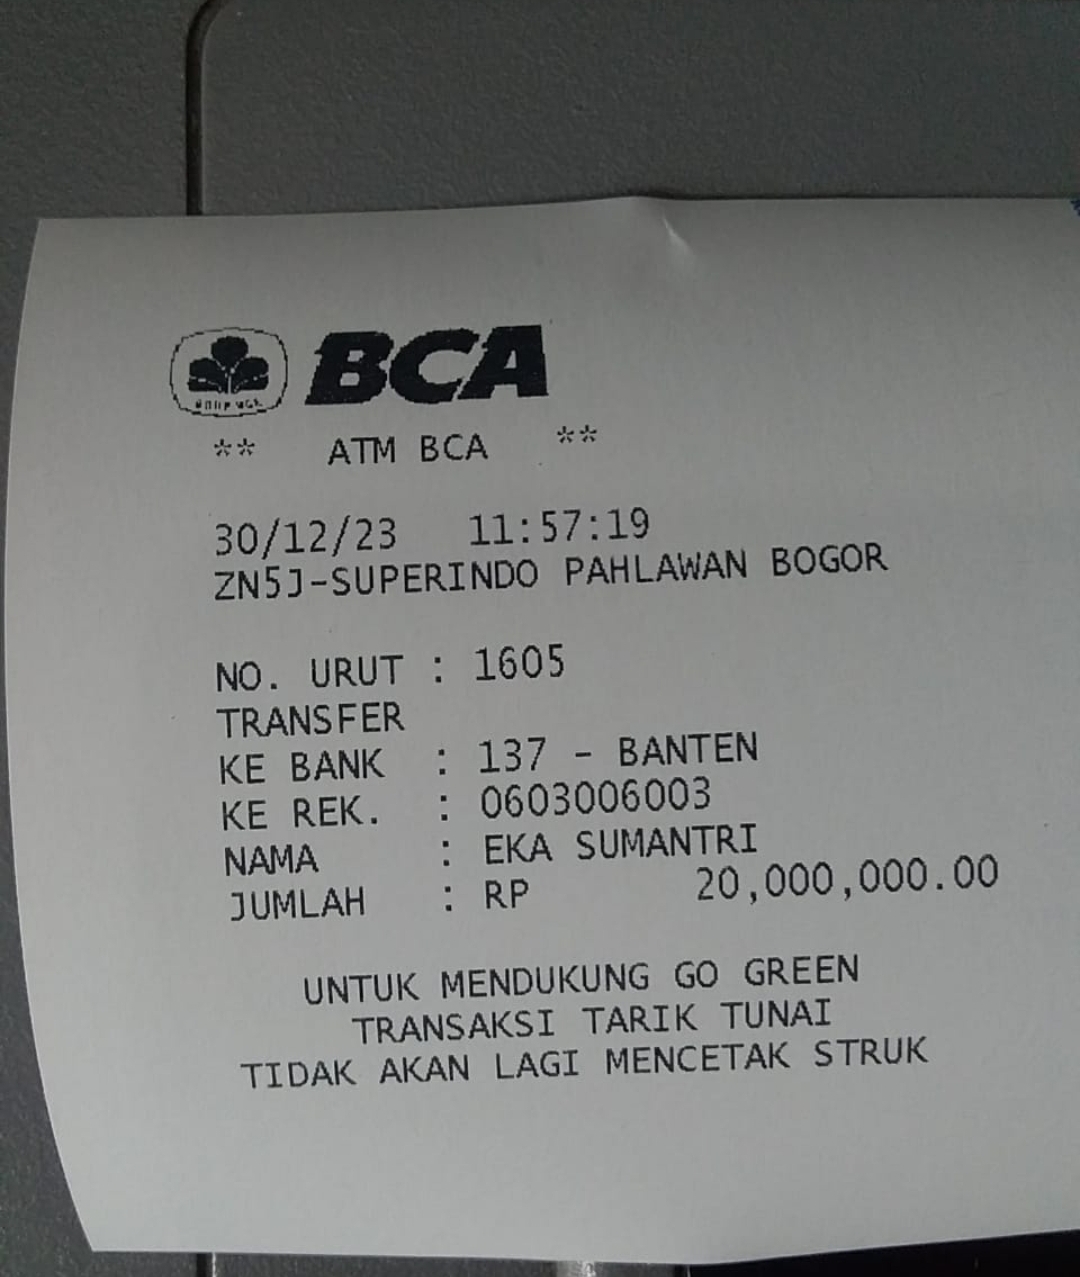 BCA
** ATM BCA **
30/12/23 11:57:19
ZN5J-SUPERINDO PAHLAWAN BOGOR
NO. URUT : 1605
TRANSFER
KE BANK : 137 - BANTEN
KE REK. : 0603006003
NAMA : EKA SUMANTRI
JUMLAH : RP 20,000,000.00
UNTUK MENDUKUNG GO GREEN
TRANSAKSI TARIK TUNAI
TIDAK AKAN LAGI MENCETAK STRUK